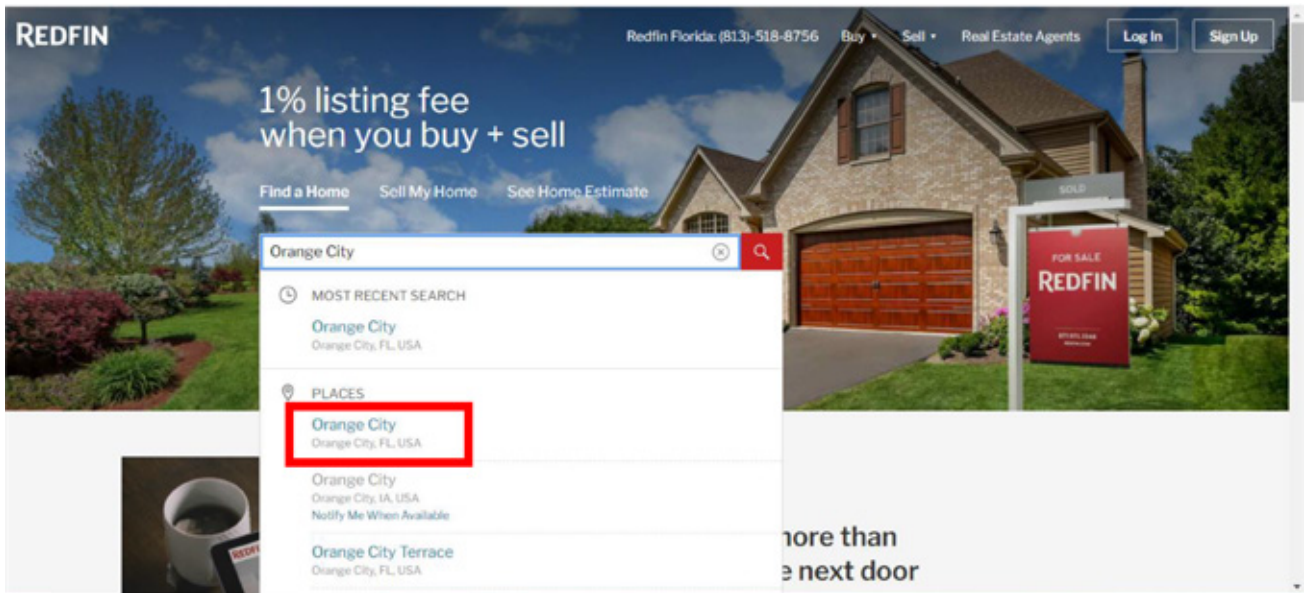 REDFIN
Redfin Florida: (813)-518-8756 Buy Sell Real Estate Agents Log In Sign Up
1% listing fee
when you buy + sell
Find a Home Sell My Home See Home Estimate
Orange City
MOST RECENT SEARCH
Orange City
Orange City, FL, USA
PLACES
Orange City
Orange City, FL, USA
Orange City
Orange City, IA, USA
Notify Me When Available
Orange City Terrace
Orange City, FL, USA
SOLD
FOR SALE
REDFIN
more than
next door